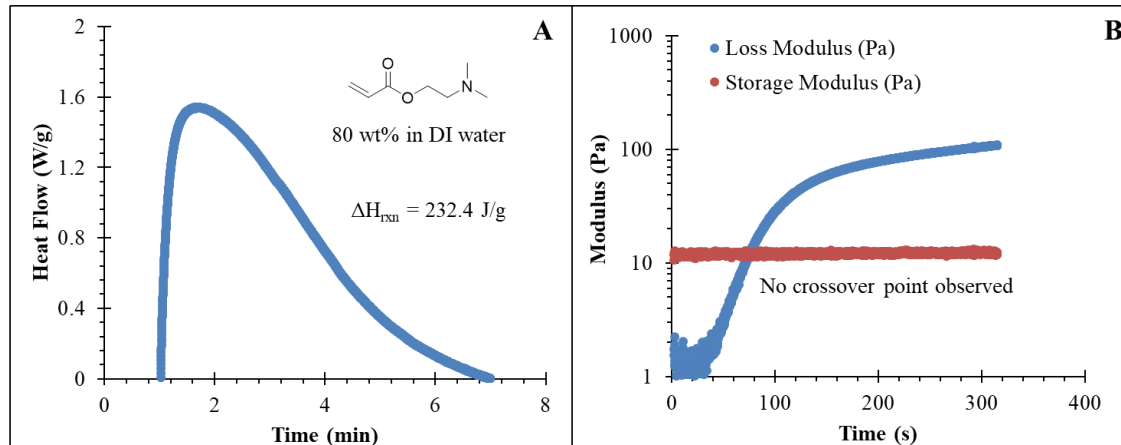 A
2
1.6
1.2
0.8
0.4
0
0 2 4 6 8
Heat Flow (W/g)
Time (min)
O
O
N
80 wt% in DI water
ΔHrxn = 232.4 J/g
B
1000
100
10
1
0 100 200 300 400
Modulus (Pa)
Time (s)
Loss Modulus (Pa)
Storage Modulus (Pa)
No crossover point observed